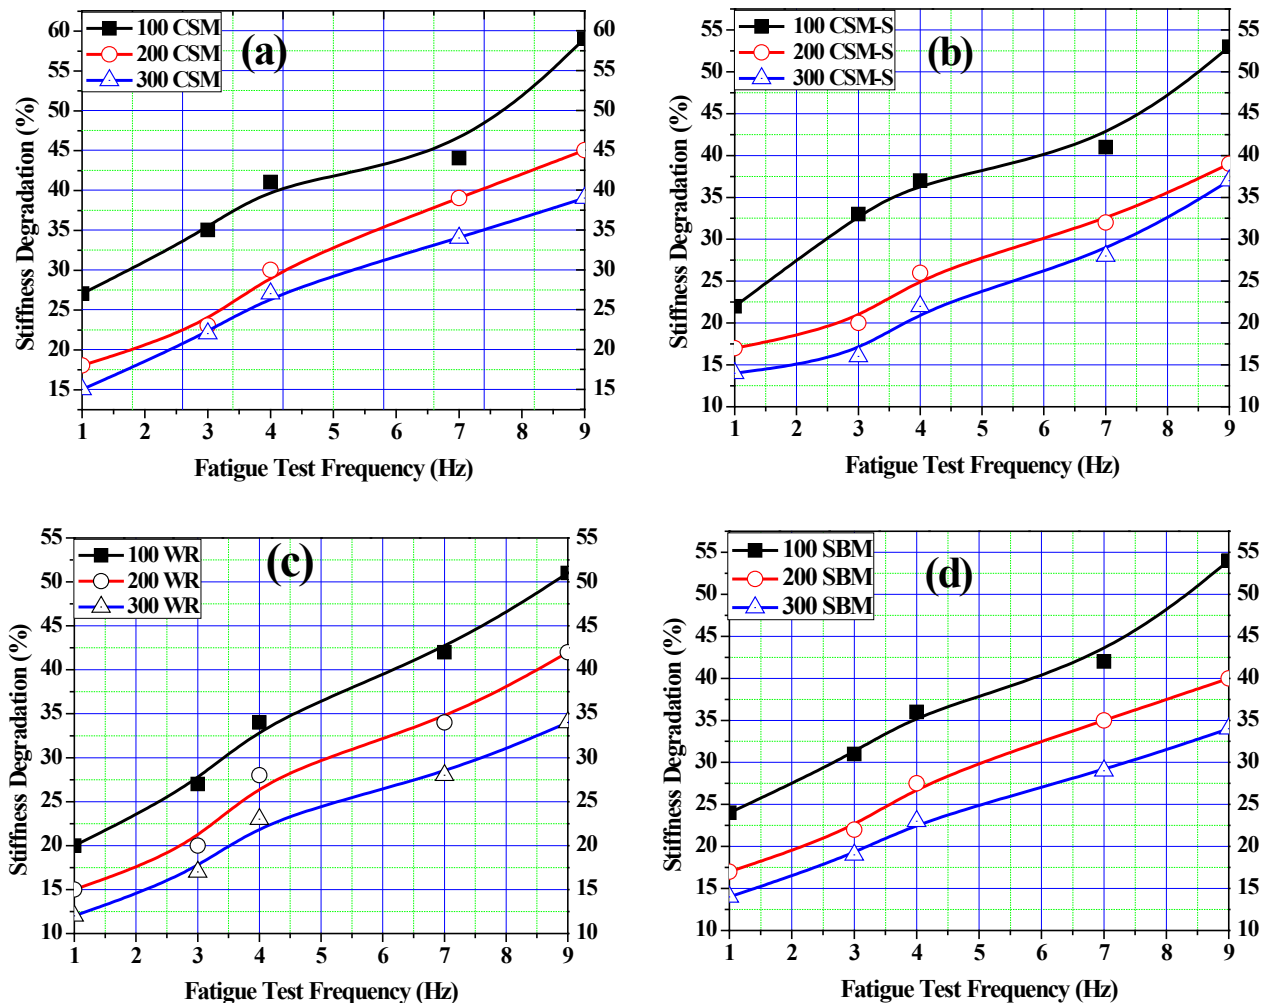 (a)
100 CSM
200 CSM
300 CSM
Stiffness Degradation (%)
60
55
50
45
40
35
30
25
20
15
60
55
50
45
40
35
30
25
20
15
1 2 3 4 5 6 7 8 9
Fatigue Test Frequency (Hz)
(b)
100 CSM-S
200 CSM-S
300 CSM-S
Stiffness Degradation (%)
55
50
45
40
35
30
25
20
15
10
55
50
45
40
35
30
25
20
15
10
1 2 3 4 5 6 7 8 9
Fatigue Test Frequency (Hz)
(c)
100 WR
200 WR
300 WR
Stiffness Degradation (%)
55
50
45
40
35
30
25
20
15
10
55
50
45
40
35
30
25
20
15
10
1 2 3 4 5 6 7 8 9
Fatigue Test Frequency (Hz)
(d)
100 SBM
200 SBM
300 SBM
Stiffness Degradation (%)
55
50
45
40
35
30
25
20
15
10
55
50
45
40
35
30
25
20
15
10
1 2 3 4 5 6 7 8 9
Fatigue Test Frequency (Hz)